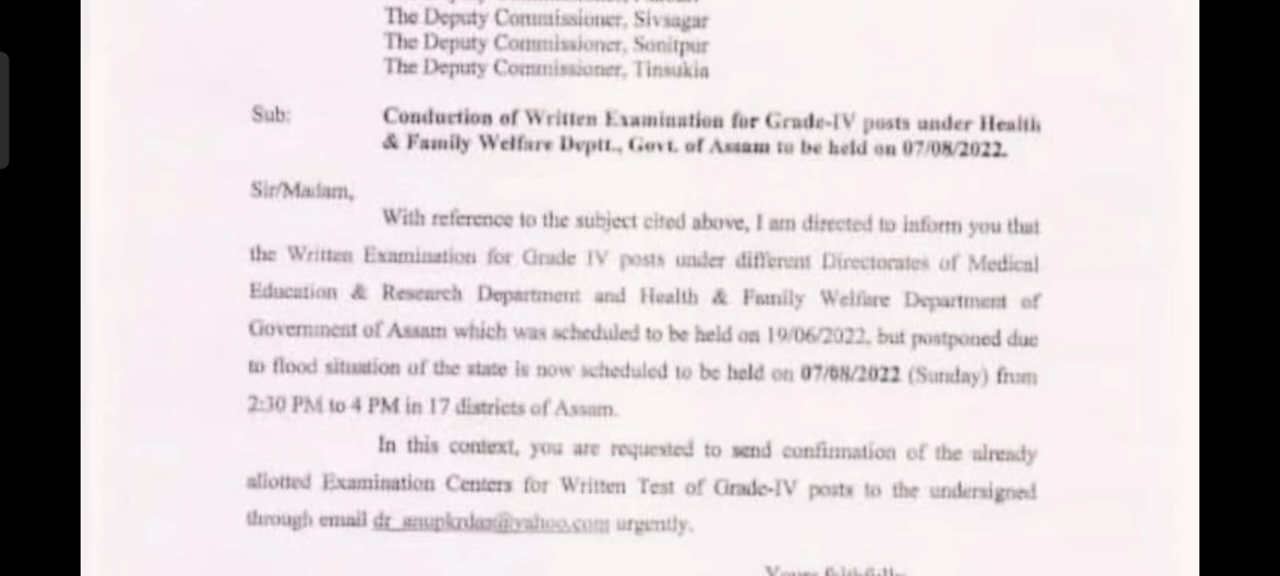 The Deputy Commissioner, Sivsagar
The Deputy Commissioner, Sonitpur
The Deputy Commissioner, Tinsukia
Sub: Conduction of Written Examination for Grade-IV posts under Health
& Family Welfare Deptt., Govt. of Assam to be held on 07/08/2022.
Sir/Madam,
With reference to the subject cited above, I am directed to inform you that
the Written Examination for Grade IV posts under different Directorates of Medical
Education & Research Department and Health & Family Welfare Department of
Government of Assam which was scheduled to be held on 19/06/2022, but postponed due
to flood situation of the state is now scheduled to be held on 07/08/2022 (Sunday) from
2:30 PM to 4 PM in 17 districts of Assam.
In this context, you are requested to send confirmation of the already
allotted Examination Centers for Written Test of Grade-IV posts to the undersigned
through email dr_anupkrdas@yahoo.com urgently.